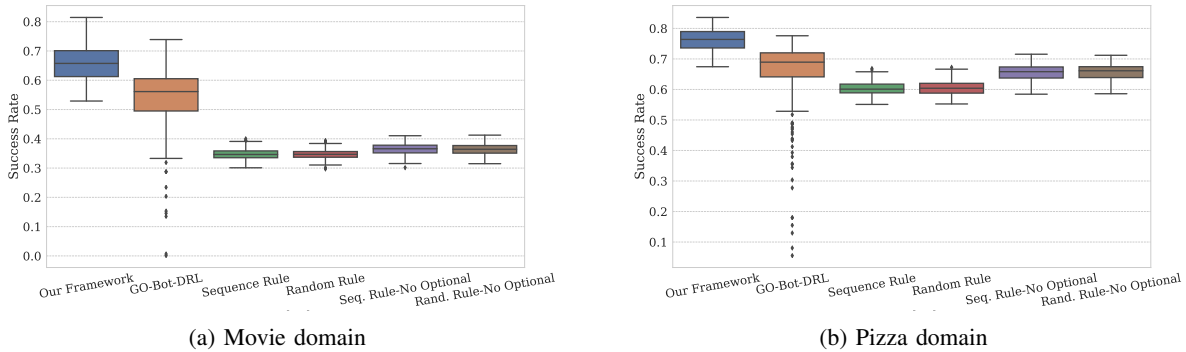 0.8
0.7
0.6
0.5
0.4
0.3
0.2
0.1
0.0
Success Rate
Our Framework
GO-Bot-DRL
Sequence Rule
Random Rule
Seq. Rule-No Optional
Rand. Rule-No Optional
(a) Movie domain
0.8
0.7
0.6
0.5
0.4
0.3
0.2
0.1
Success Rate
Our Framework
GO-Bot-DRL
Sequence Rule
Random Rule
Seq. Rule-No Optional
Rand. Rule-No Optional
(b) Pizza domain